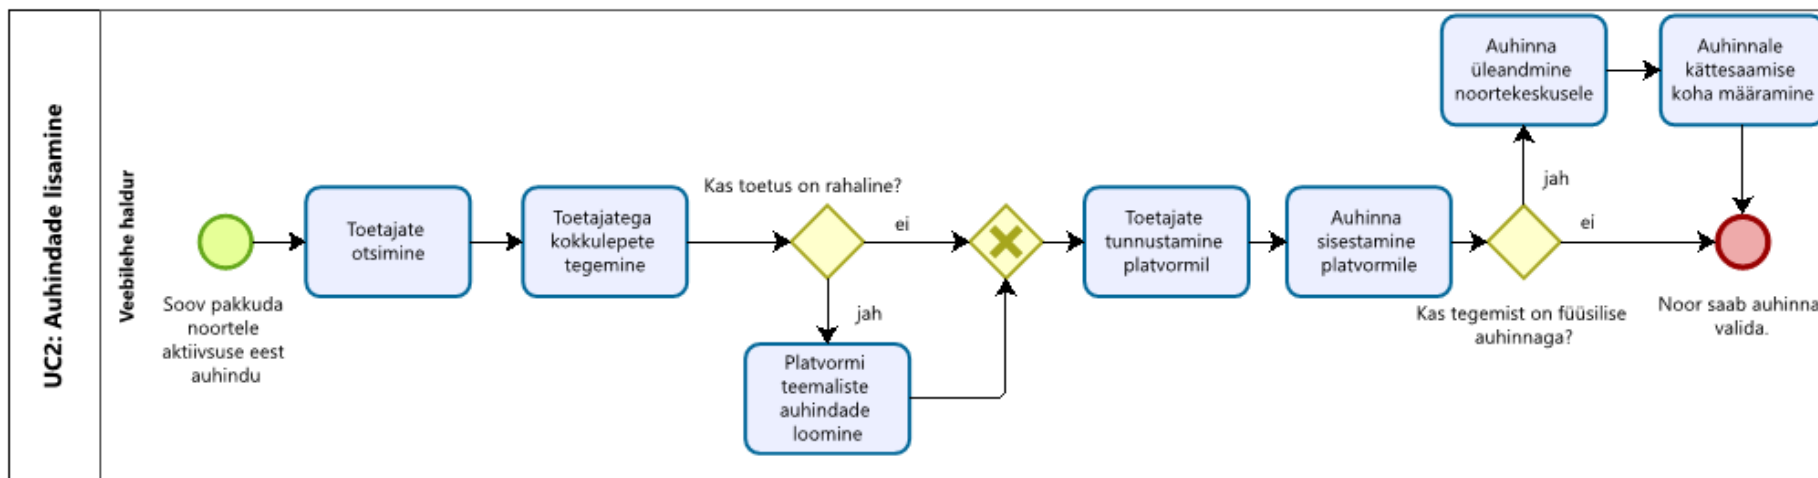 UC2: Auhindade lisamine
Veebilehe haldur
Soov pakkuda
noortele
aktiivsuse eest
auhindu
Toetajate
otsimine
Toetajatega
kokkulepete
tegemine
Kas toetus on rahaline?
ei
jah
Platvormi
teemaliste
auhindade
loomine
Toetajate
tunnustamine
platvormil
Auhinna
sisestamine
platvormile
Kas tegemist on füüsilise
auhinnaga?
jah
ei
Auhinna
üleandmine
noortekeskusele
Auhinnale
kättesaamise
koha määramine
Noor saab auhinna
valida.